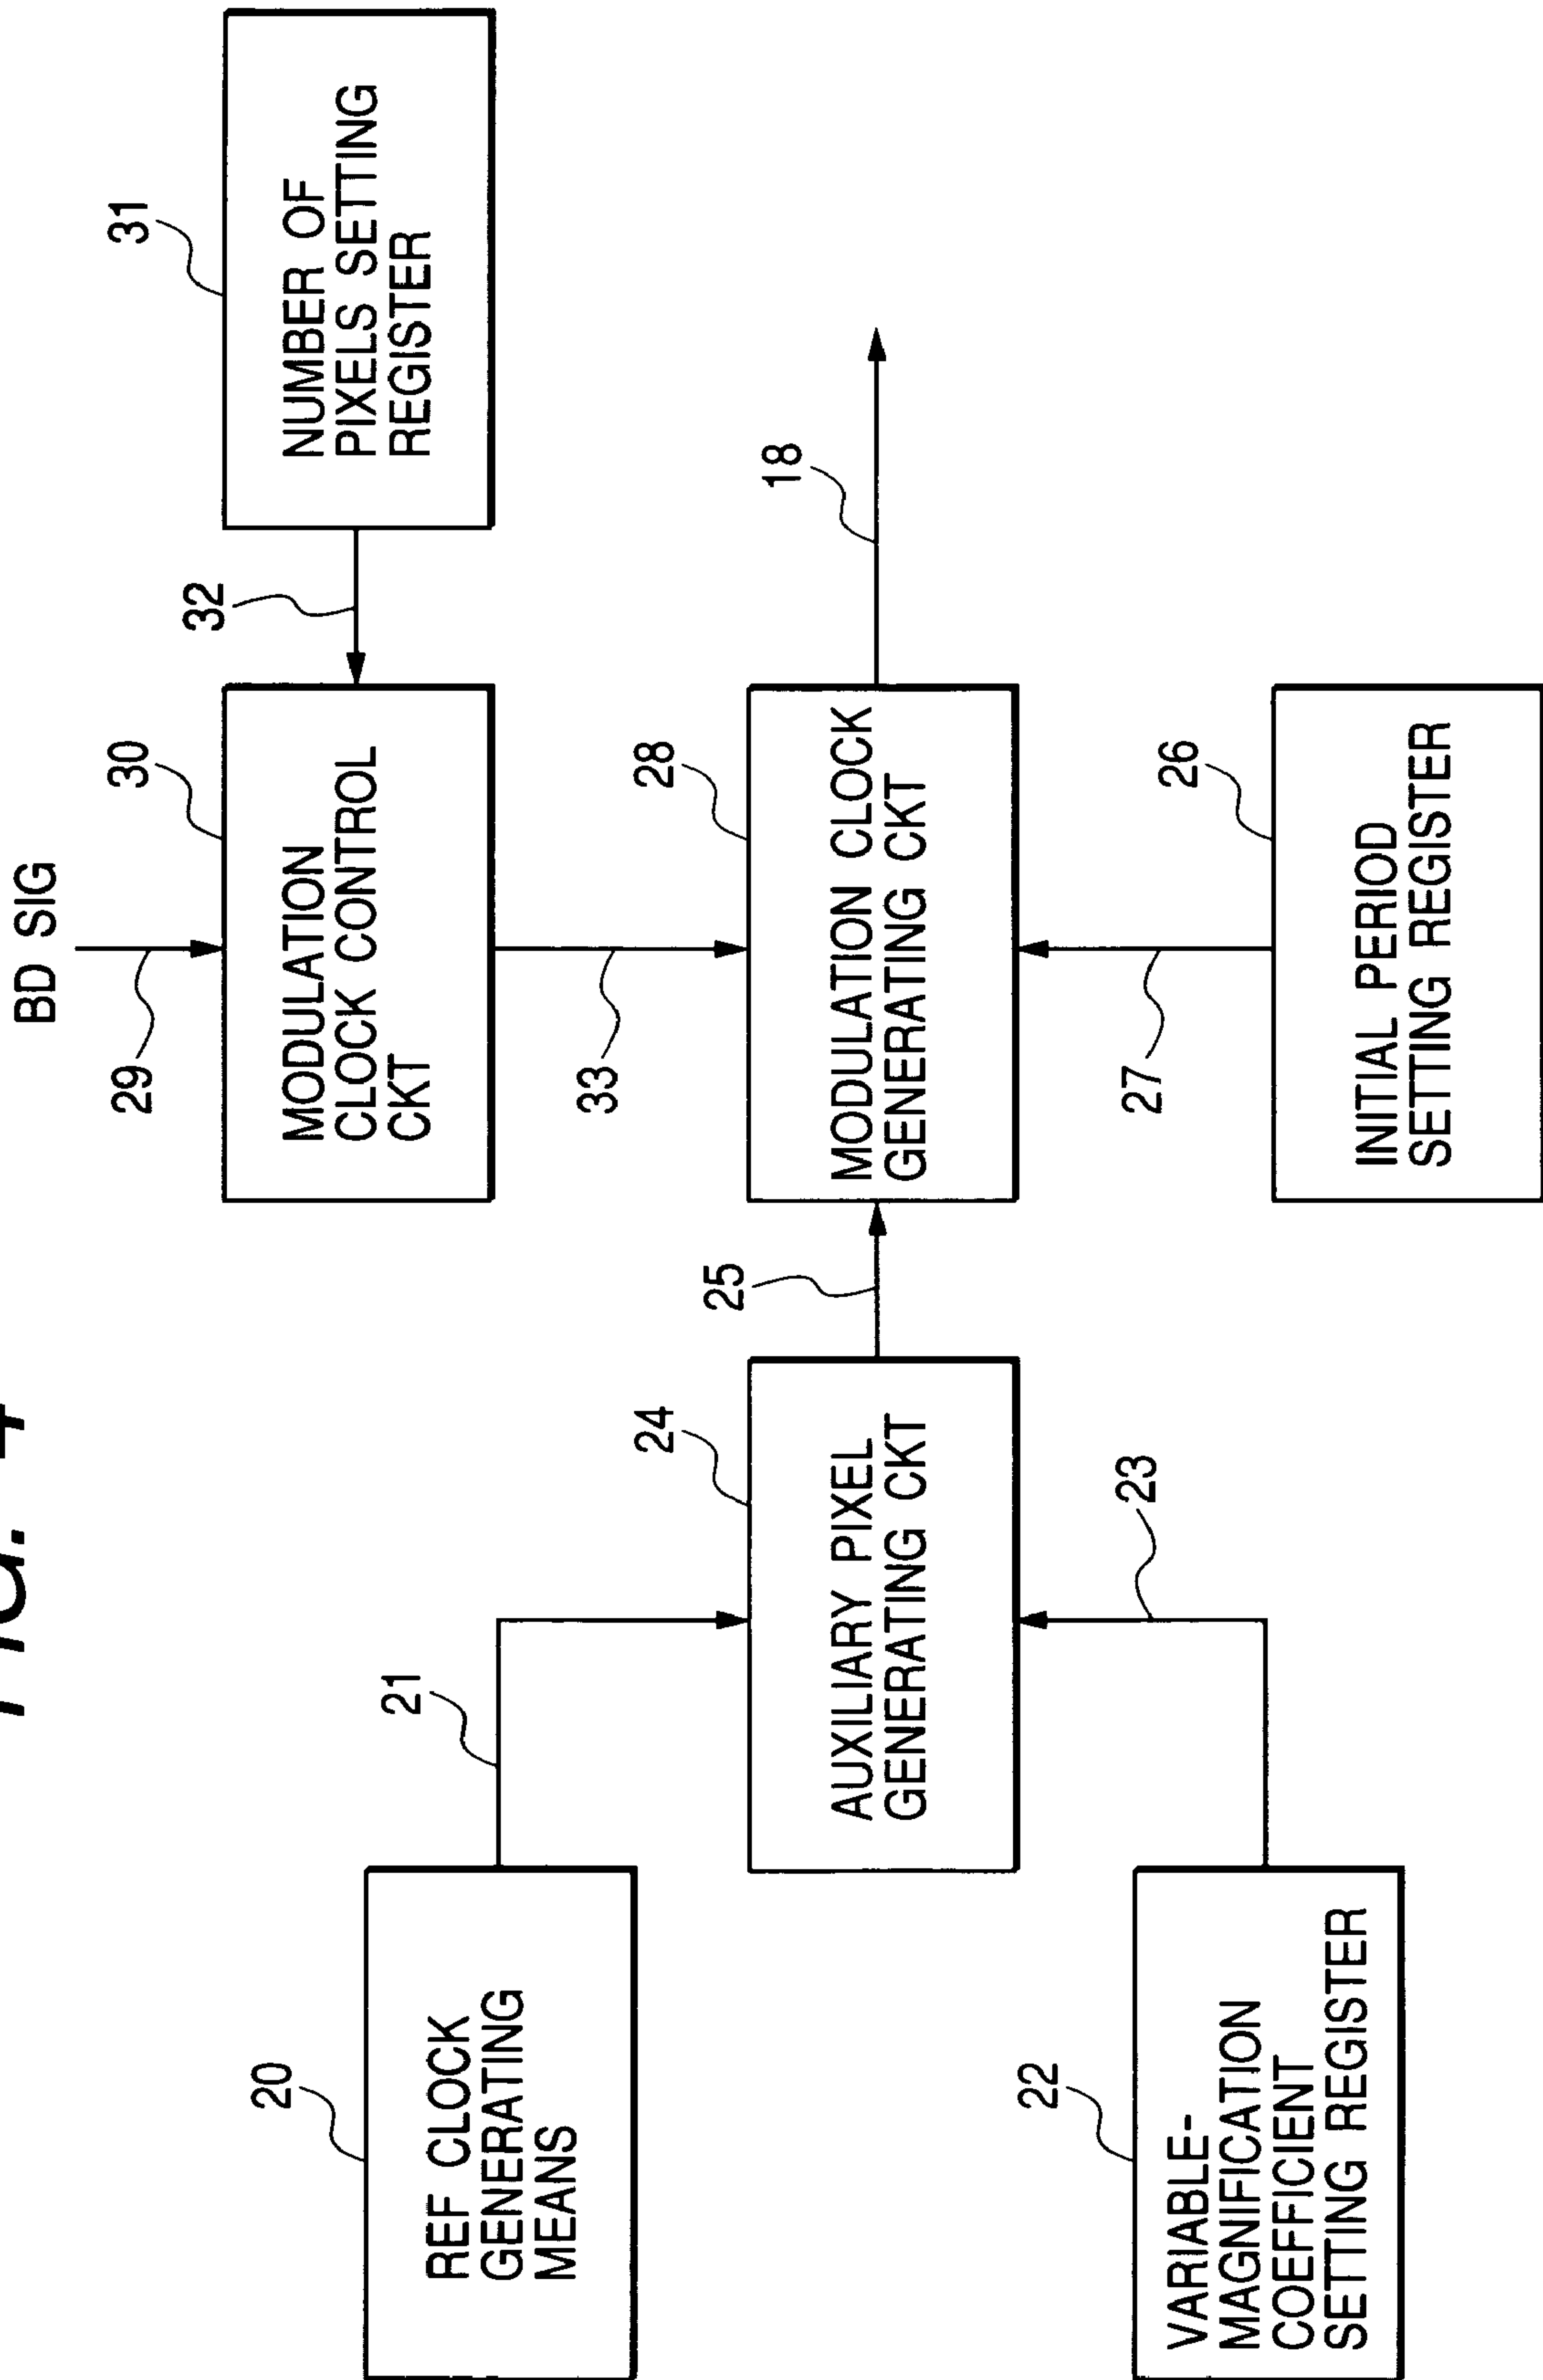 FIG. 4
BD SIG
29
30
MODULATION
CLOCK CONTROL
CKT
31
NUMBER OF
PIXELS SETTING
REGISTER
32
33
20
REF CLOCK
GENERATING
MEANS
21
24
AUXILIARY PIXEL
GENERATING CKT
25
28
MODULATION CLOCK
GENERATING CKT
18
22
VARIABLE-
MAGNIFICATION
COEFFICIENT
SETTING REGISTER
23
27
26
INITIAL PERIOD
SETTING REGISTER